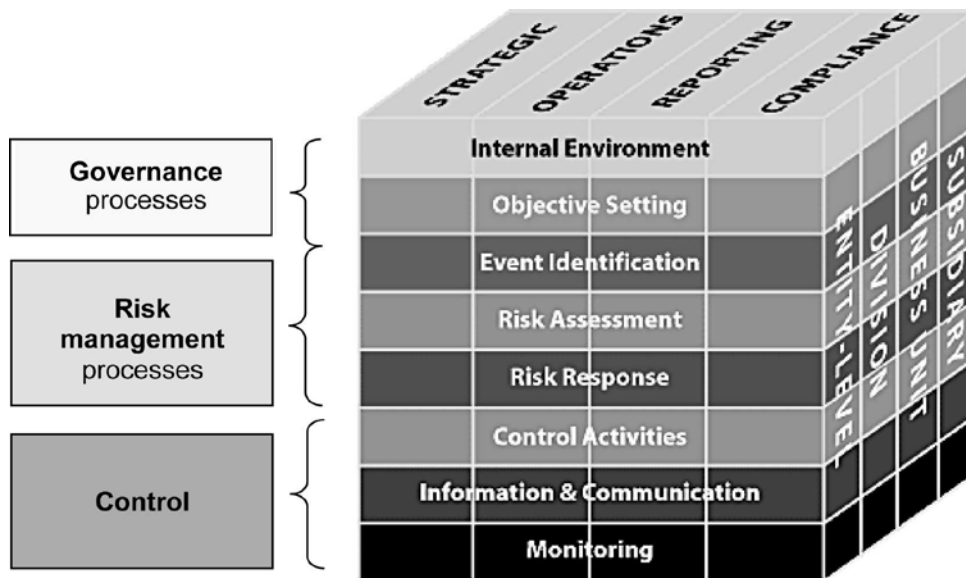 STRATEGIC
OPERATIONS
REPORTING
COMPLIANCE
Governance
processes
Risk
management
processes
Control
Internal Environment
Objective Setting
Event Identification
Risk Assessment
Risk Response
Control Activities
Information & Communication
Monitoring
ENTITY-LEVEL
DIVISION
BUSINESS UNIT
SUBSIDIARY